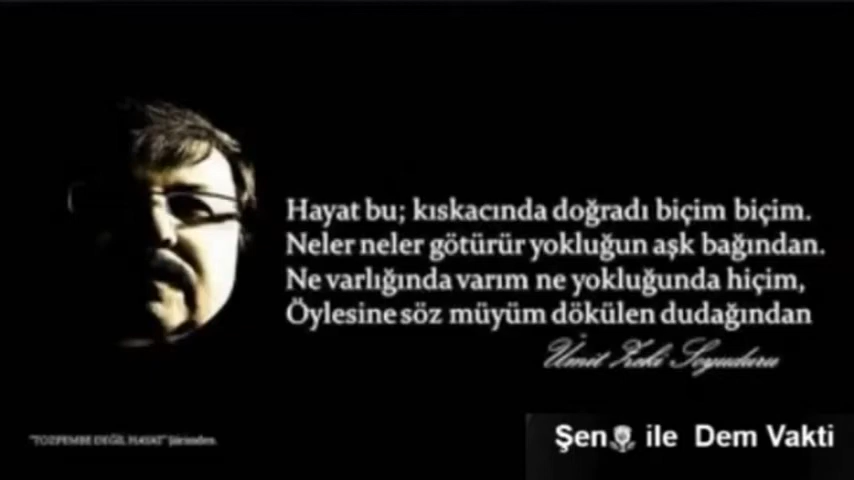 Hayat bu; kıskacında doğradı biçim biçim.
Neler neler götürür yokluğun aşk bağından.
Ne varlığında varım ne yokluğunda hiçim,
Öylesine söz müyüm dökülen dudağından
Ümit Zeki Soyuduru
"TOZPEMBE DEĞİL HAYAT" şiirinden.
Şen ile Dem Vakti